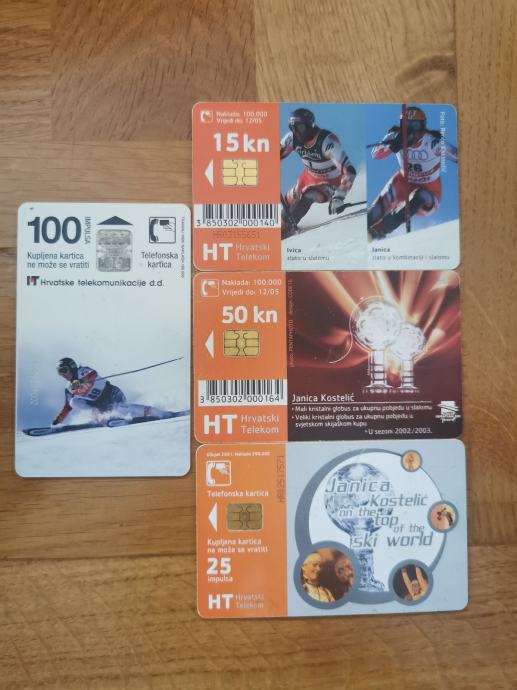 Naklada: 100.000
Vrijedi do: 12/05
15 kn
3 850302 000140
HT Hrvatski
Telekom
Ivica
zlato u slalomu
Janica
zlato u kombinaciji i slalomu
100 IMPULSA
Kupljena kartica
ne može se vratiti
Telefonska
kartica
HT Hrvatske telekomunikacije d.d.
Naklada: 100.000
Vrijedi do: 12/05
50 kn
3 850302 000164
HT Hrvatski
Telekom
Janica Kostelić
• Mali kristalni globus za ukupnu pobjedu u slalomu
• Veliki kristalni globus za ukupnu pobjedu u
svjetskom skijaškom kupu
• U sezoni 2002/2003.
Telefonska kartica
Kupljena kartica
ne može se vratiti
25
impulsa
HT Hrvatski
Telekom
Janica
Kostelić
on the
top
of the
ski world